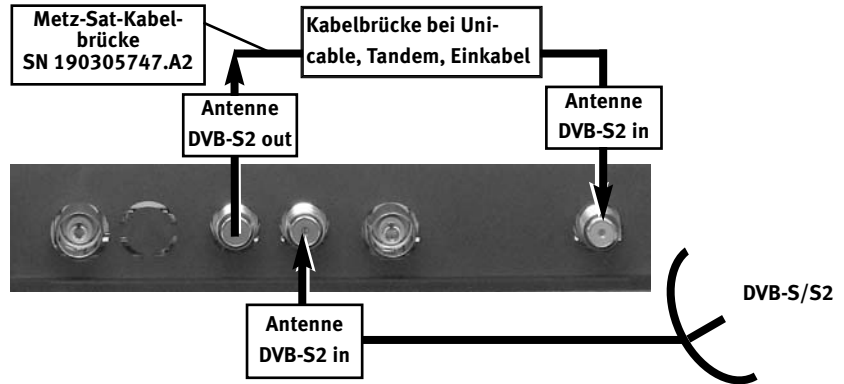 Metz-Sat-Kabel-
brücke
SN 190305747.A2
Kabelbrücke bei Uni-
cable, Tandem, Einkabel
Antenne
DVB-S2 out
Antenne
DVB-S2 in
DVB-S/S2
Antenne
DVB-S2 in